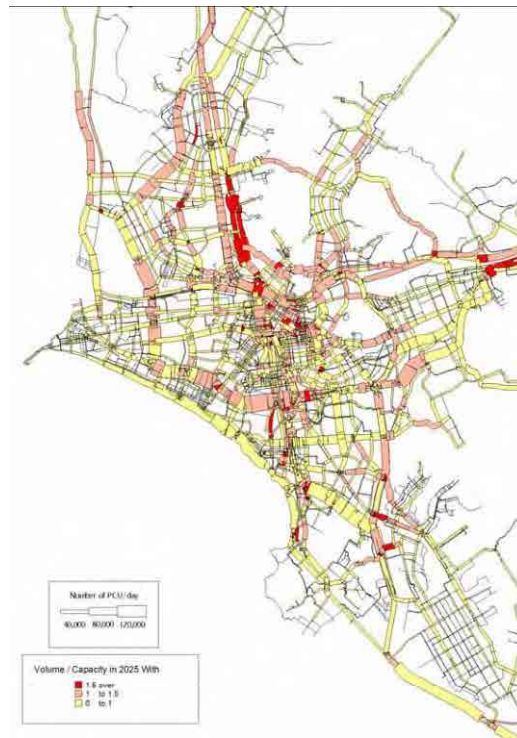 Number of PCU/day
40,000 80,000 120,000
Volume / Capacity in 2025 With
1.5 over
1 to 1.5
0 to 1